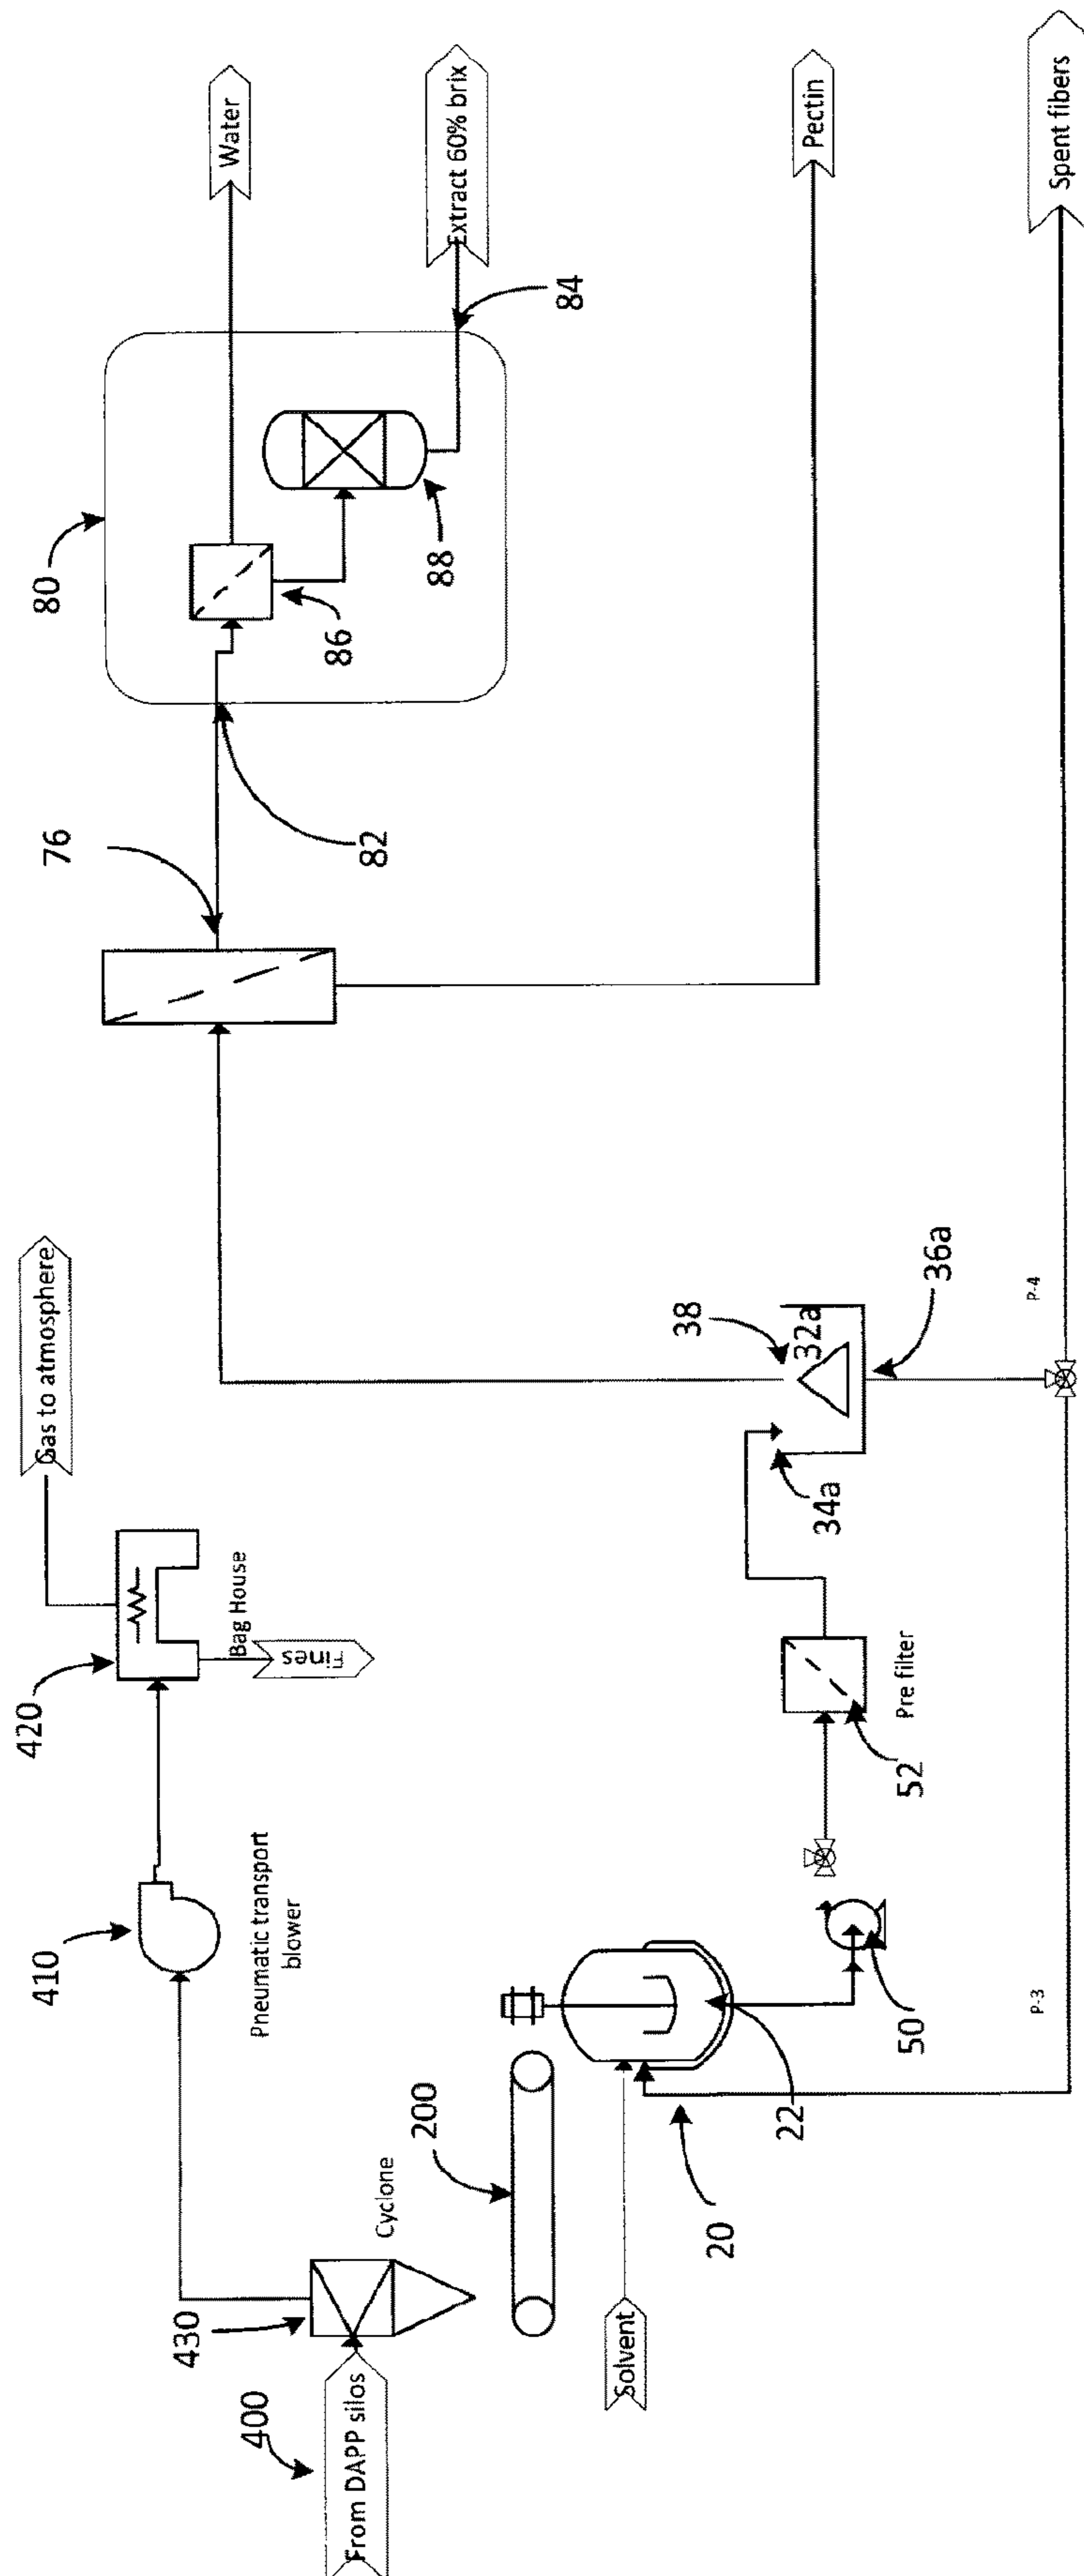 Gas to atmosphere
420
Bag House
Fines
410
Pneumatic transport
blower
430
Cyclone
400
From DAPP silos
200
Solvent
20
22
50
52
Pre filter
34a
38
32a
36a
P-3
P-4
76
80
82
86
88
84
Water
Extract 60% brix
Pectin
Spent fibers